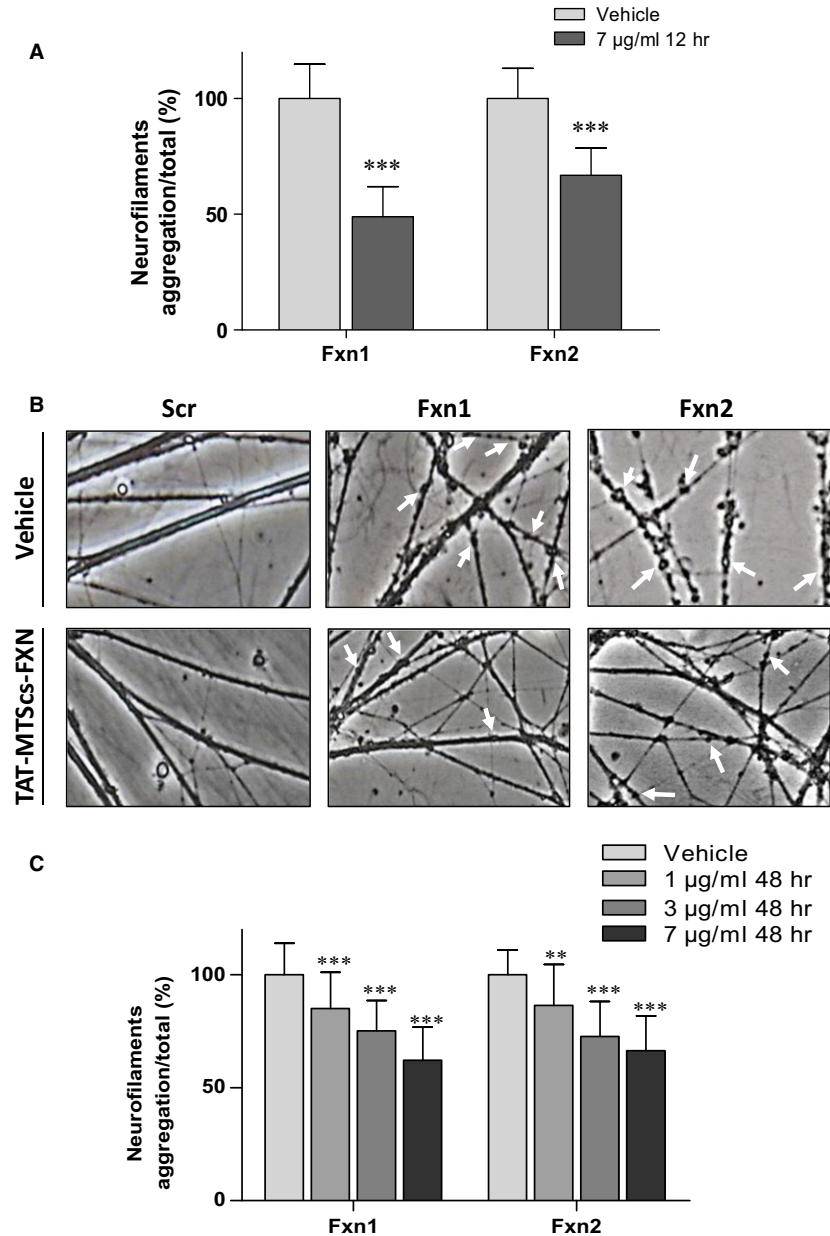 A
Vehicle
7 µg/ml 12 hr
Neurofilaments
aggregation/total (%)
100
50
0
***
***
Fxn1
Fxn2
B
Scr
Fxn1
Fxn2
Vehicle
TAT-MTScs-FXN
C
Vehicle
1 µg/ml 48 hr
3 µg/ml 48 hr
7 µg/ml 48 hr
Neurofilaments
aggregation/total (%)
100
50
0
***
***
***
**
***
***
Fxn1
Fxn2